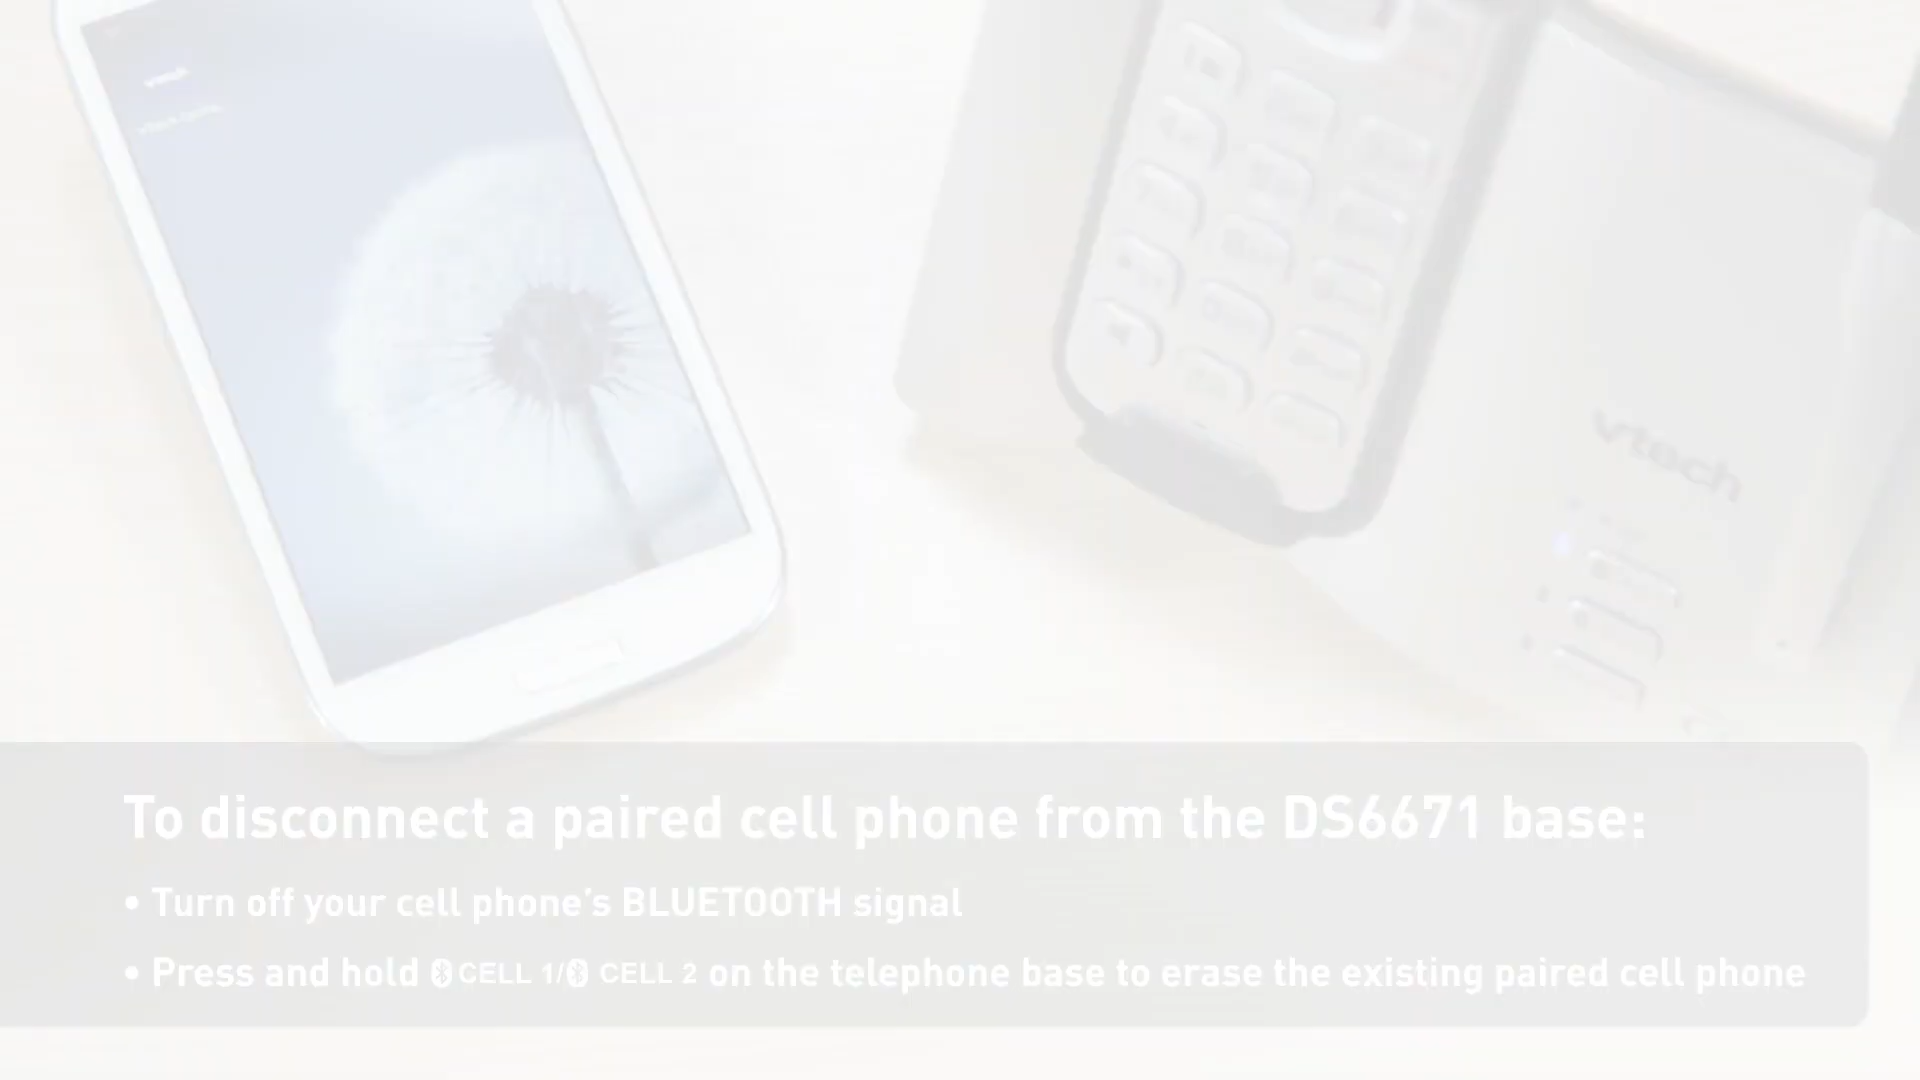 vtech
To disconnect a paired cell phone from the DS6671 base:
• Turn off your cell phone's BLUETOOTH signal
• Press and hold CELL 1/ CELL 2 on the telephone base to erase the existing paired cell phone